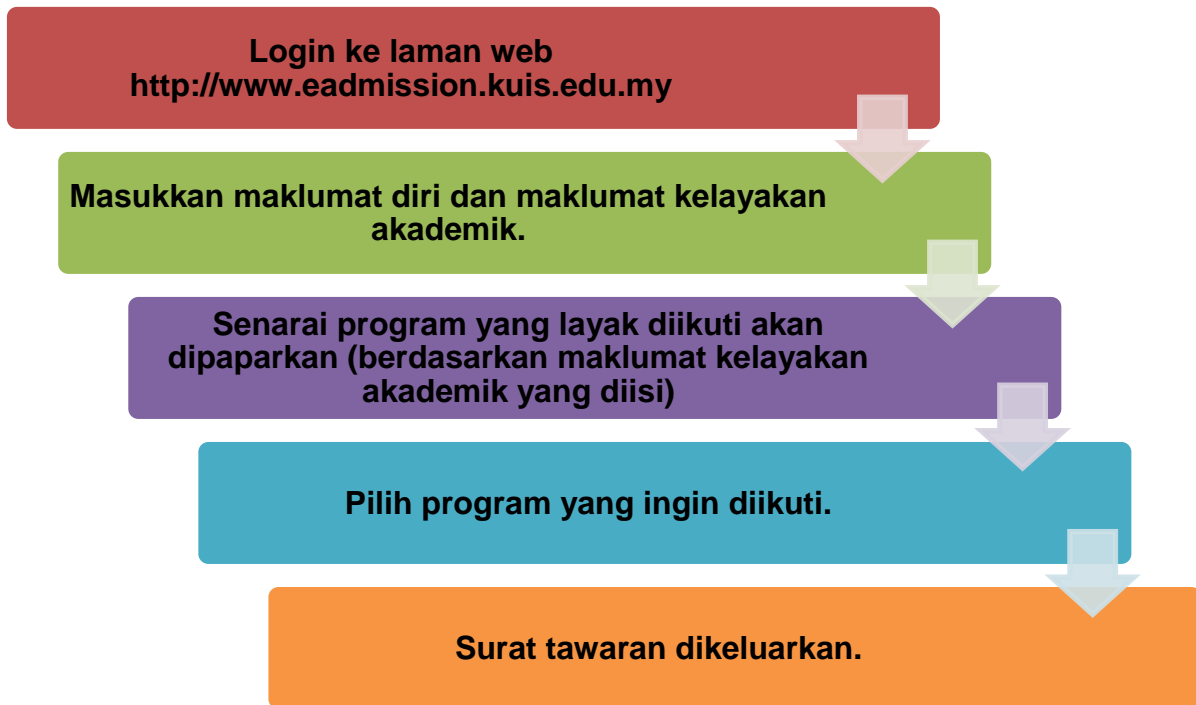 Login ke laman web
http://www.eadmission.kuis.edu.my
Masukkan maklumat diri dan maklumat kelayakan
akademik.
Senarai program yang layak diikuti akan
dipaparkan (berdasarkan maklumat kelayakan
akademik yang diisi)
Pilih program yang ingin diikuti.
Surat tawaran dikeluarkan.